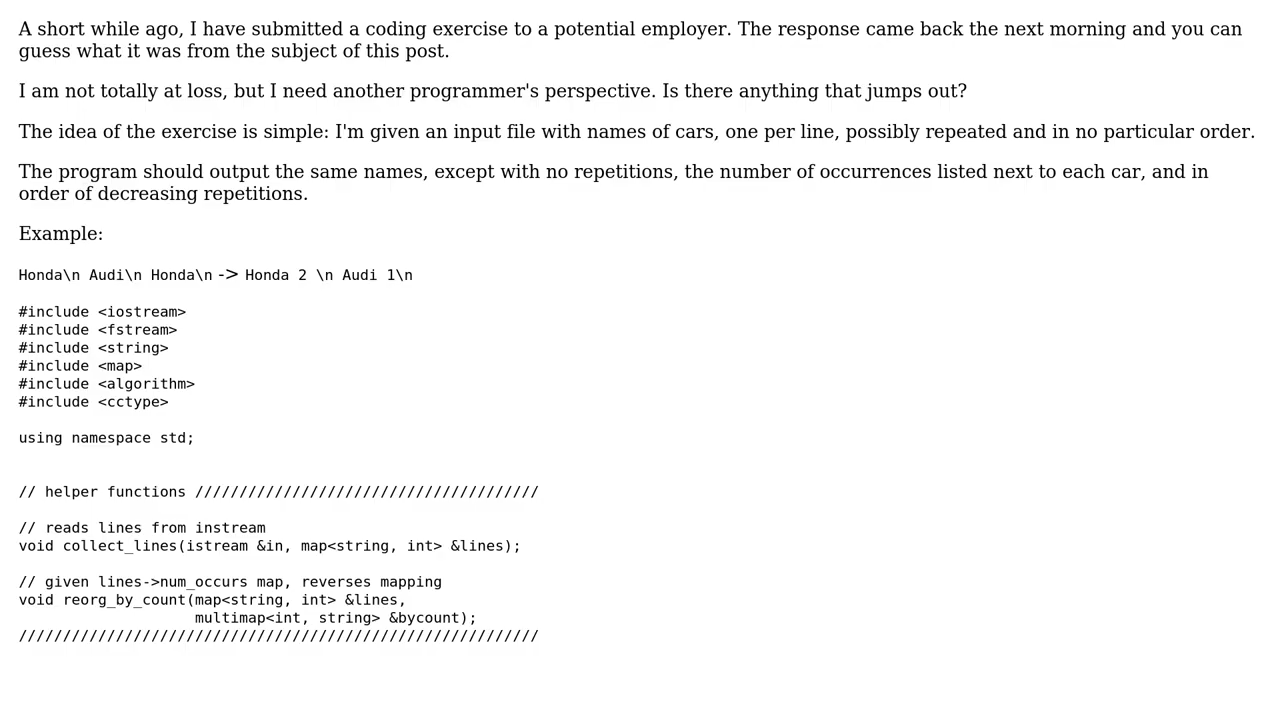 A short while ago, I have submitted a coding exercise to a potential employer. The response came back the next morning and you can
guess what it was from the subject of this post.
I am not totally at loss, but I need another programmer's perspective. Is there anything that jumps out?
The idea of the exercise is simple: I'm given an input file with names of cars, one per line, possibly repeated and in no particular order.
The program should output the same names, except with no repetitions, the number of occurrences listed next to each car, and in
order of decreasing repetitions.
Example:
Honda\n Audi\n Honda\n -> Honda 2 \n Audi 1\n
#include <iostream>
#include <fstream>
#include <string>
#include <map>
#include <algorithm>
#include <cctype>
using namespace std;
// helper functions ///////////////////////////////////////
// reads lines from instream
void collect_lines(istream &in, map<string, int> &lines);
// given lines->num_occurs map, reverses mapping
void reorg_by_count(map<string, int> &lines,
                    multimap<int, string> &bycount);
///////////////////////////////////////////////////////////